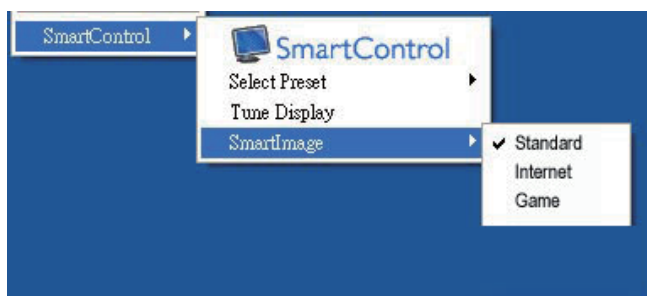 SmartControl
SmartControl
Select Preset
Tune Display
SmartImage
Standard
Internet
Game